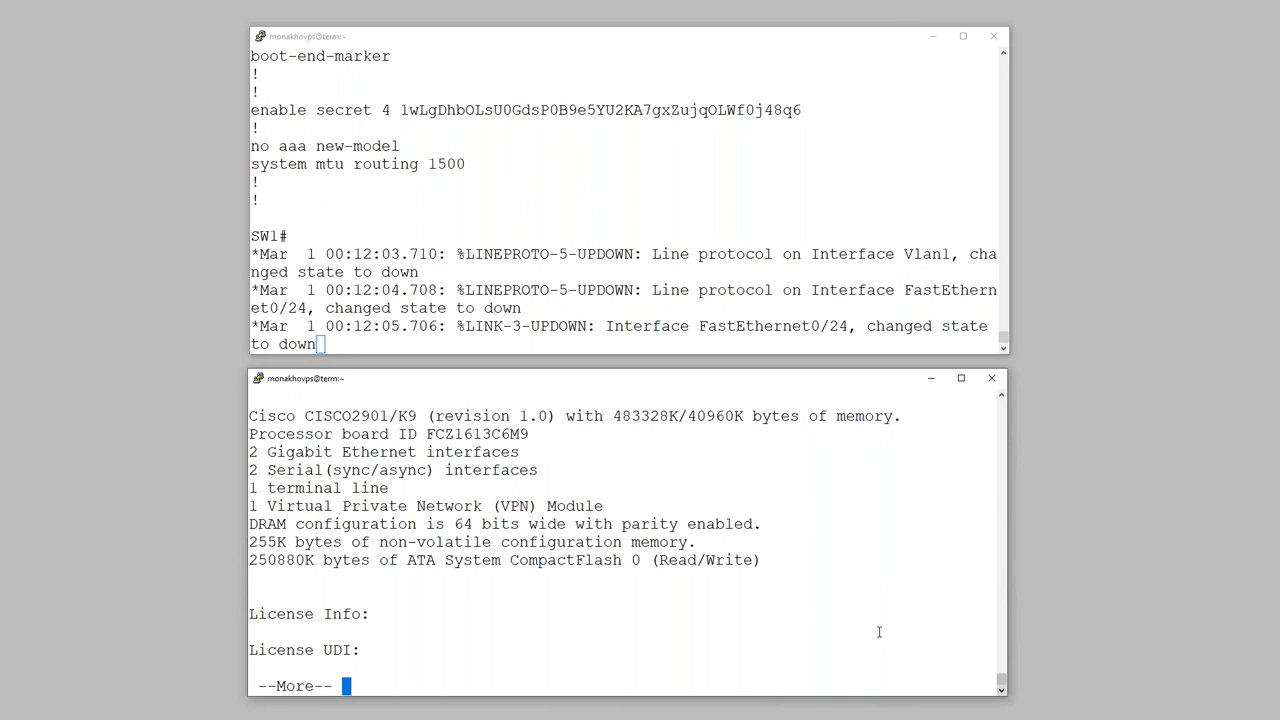 monakhovps@term:~
boot-end-marker
!
!
enable secret 4 1wLgDhbOLsU0GdsP0B9e5YU2KA7gxZujqOLWf0j48q6
!
no aaa new-model
system mtu routing 1500
!
!
SW1#
*Mar  1 00:12:03.710: %LINEPROTO-5-UPDOWN: Line protocol on Interface Vlan1, cha
nged state to down
*Mar  1 00:12:04.708: %LINEPROTO-5-UPDOWN: Line protocol on Interface FastEthern
et0/24, changed state to down
*Mar  1 00:12:05.706: %LINK-3-UPDOWN: Interface FastEthernet0/24, changed state
to down
monakhovps@term:~
Cisco CISCO2901/K9 (revision 1.0) with 483328K/40960K bytes of memory.
Processor board ID FCZ1613C6M9
2 Gigabit Ethernet interfaces
2 Serial(sync/async) interfaces
1 terminal line
1 Virtual Private Network (VPN) Module
DRAM configuration is 64 bits wide with parity enabled.
255K bytes of non-volatile configuration memory.
250880K bytes of ATA System CompactFlash 0 (Read/Write)
License Info:
License UDI:
--More--